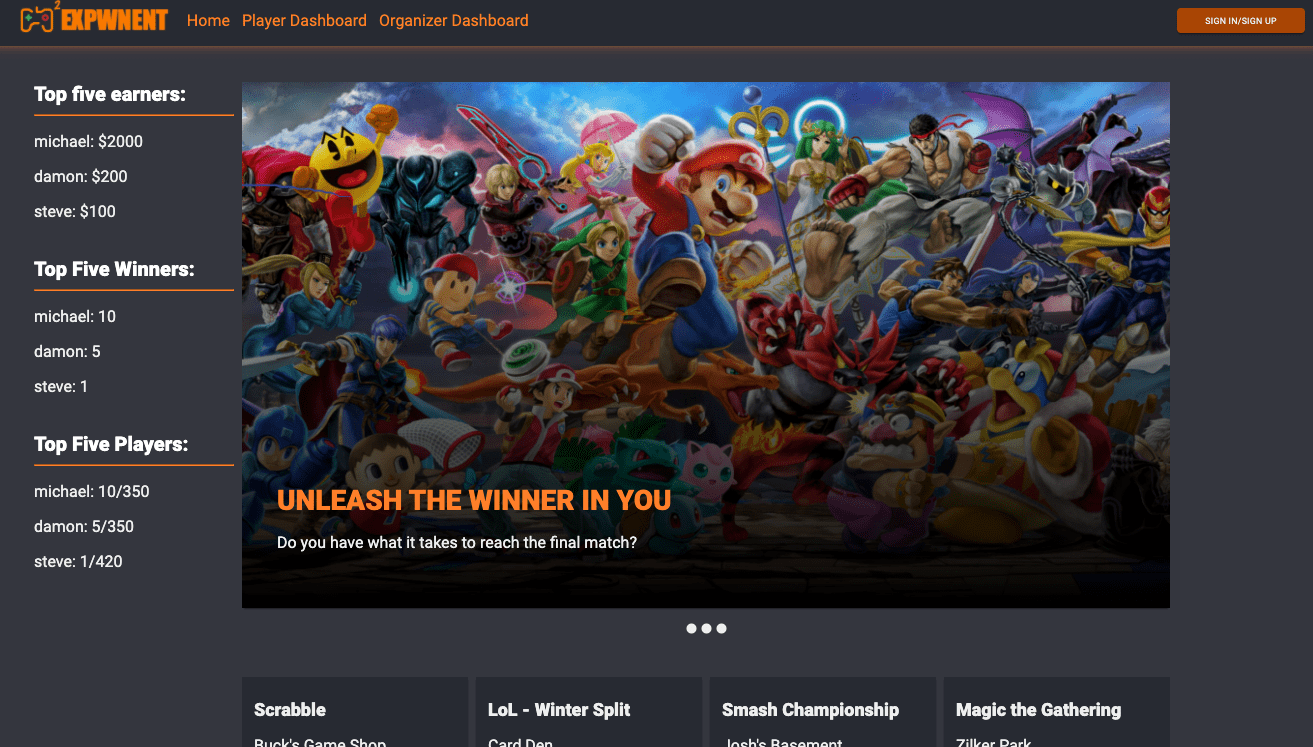 2
EXPWNENT
Home Player Dashboard Organizer Dashboard
SIGN IN/SIGN UP
Top five earners:
michael: $2000
damon: $200
steve: $100
Top Five Winners:
michael: 10
damon: 5
steve: 1
Top Five Players:
michael: 10/350
damon: 5/350
steve: 1/420
UNLEASH THE WINNER IN YOU
Do you have what it takes to reach the final match?
Scrabble
Buck's Game Shop
LoL - Winter Split
Card Den
Smash Championship
Josh's Basement
Magic the Gathering
Zilker Park